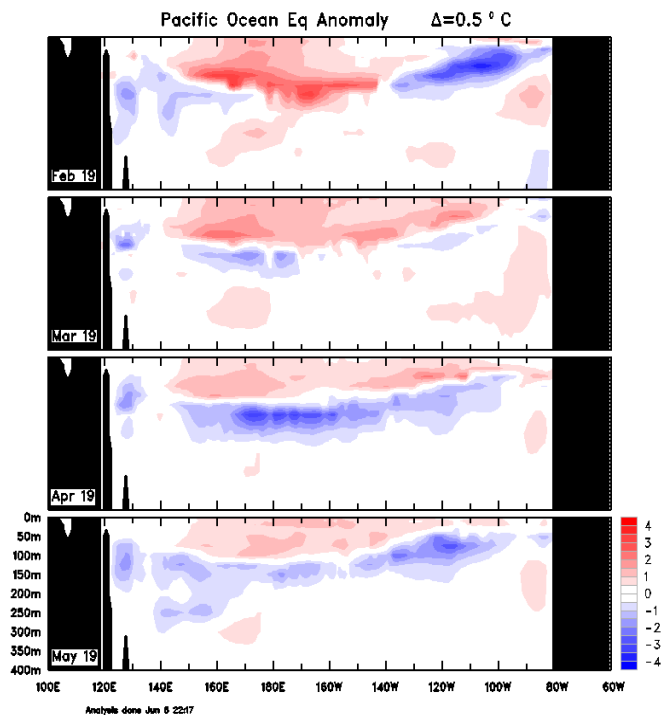 Pacific Ocean Eq Anomaly Δ=0.5 ° C
Feb 19
Mar 19
Apr 19
0m
50m
100m
150m
200m
250m
300m
350m
400m
May 19
4
3
2
1
0
-1
-2
-3
-4
100E 120E 140E 160E 180W 160W 140W 120W 100W 80W 60W
Analysis done Jun 6 22:17